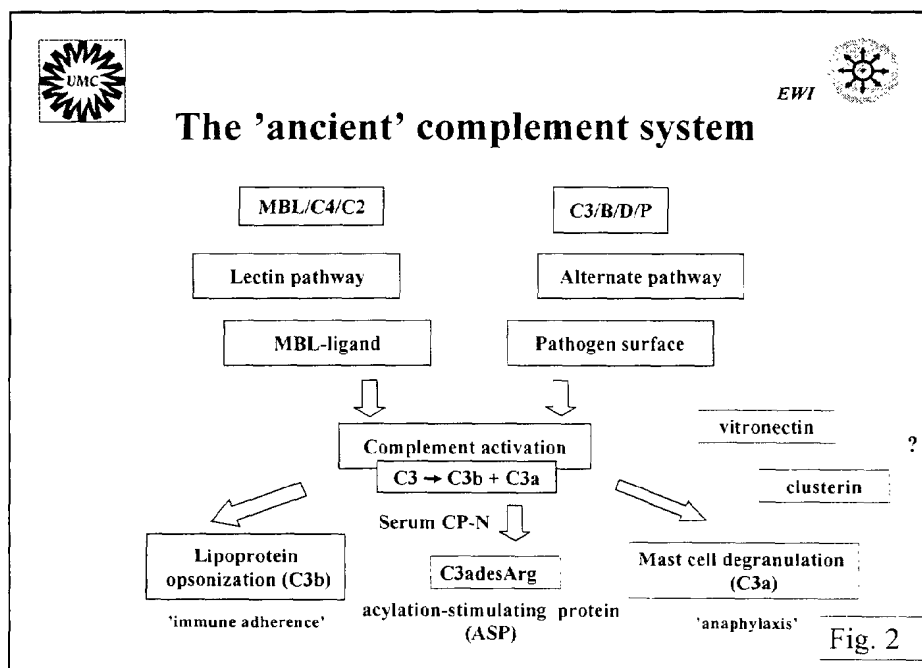 UMC
EWI
The 'ancient' complement system
MBL/C4/C2
C3/B/D/P
Lectin pathway
Alternate pathway
MBL-ligand
Pathogen surface
Complement activation
C3 → C3b + C3a
vitronectin
?
clusterin
Serum CP-N
Lipoprotein
opsonization (C3b)
'immune adherence'
C3adesArg
acylation-stimulating protein
(ASP)
Mast cell degranulation
(C3a)
'anaphylaxis'
Fig. 2